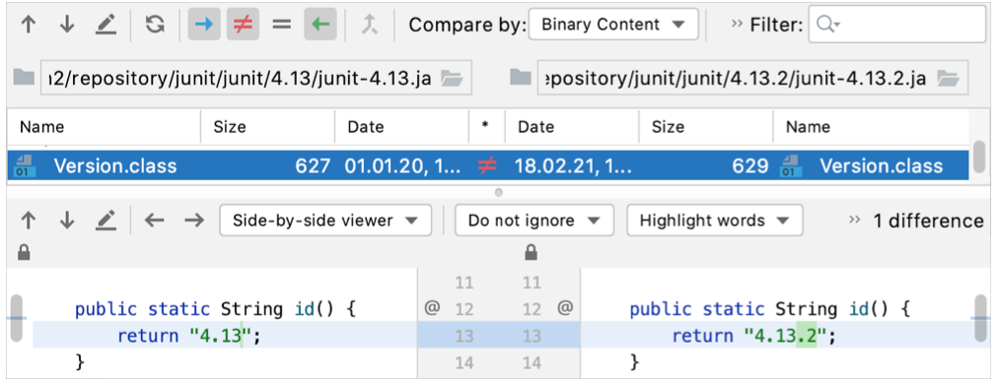 Compare by: Binary Content » Filter:
2/repository/junit/junit/4.13/junit-4.13.ja epository/junit/junit/4.13.2/junit-4.13.2.ja
Name Size Date * Date Size Name
01 Version.class 627 01.01.20, 1... ≠ 18.02.21, 1... 629 01 Version.class
Side-by-side viewer Do not ignore Highlight words » 1 difference
11 11
public static String id() { @ 12 12 @ public static String id() {
return "4.13"; 13 13 return "4.13.2";
} 14 14 }